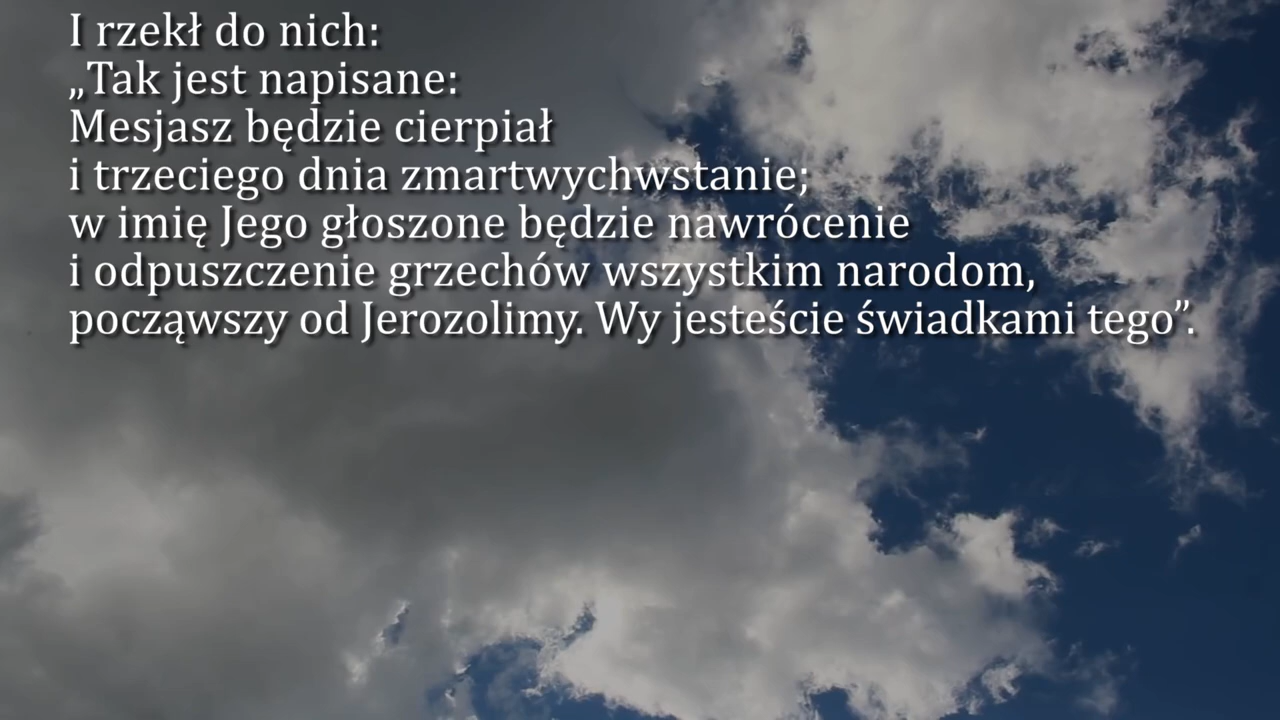 I rzekł do nich:
„Tak jest napisane:
Mesjasz będzie cierpiał
i trzeciego dnia zmartwychwstanie;
w imię Jego głoszone będzie nawrócenie
i odpuszczenie grzechów wszystkim narodom,
począwszy od Jerozolimy. Wy jesteście świadkami tego”.